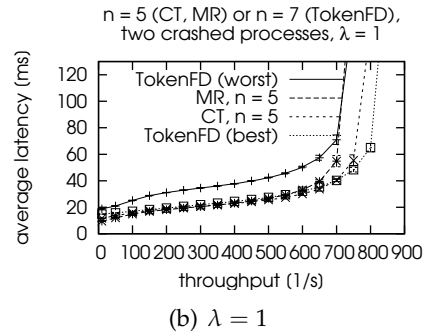 n = 5 (CT, MR) or n = 7 (TokenFD),
two crashed processes, λ = 1
average latency (ms)
120
100
80
60
40
20
0
TokenFD (worst)
MR, n = 5
CT, n = 5
TokenFD (best)
0 100 200 300 400 500 600 700 800 900
throughput [1/s]
(b) λ = 1